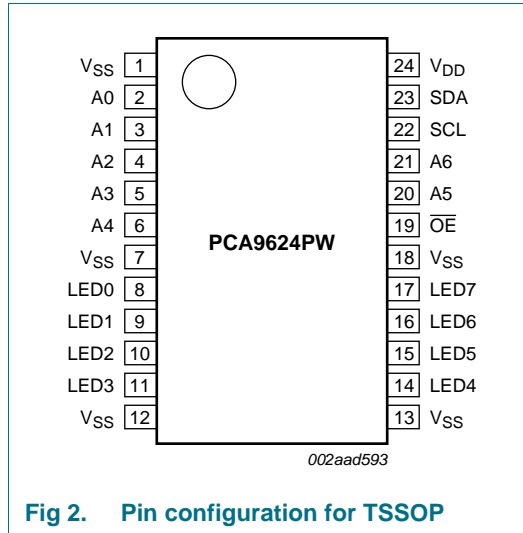 VSS 1
A0 2
A1 3
A2 4
A3 5
A4 6
VSS 7
LED0 8
LED1 9
LED2 10
LED3 11
VSS 12
PCA9624PW
24 VDD
23 SDA
22 SCL
21 A6
20 A5
19 O̅E̅
18 VSS
17 LED7
16 LED6
15 LED5
14 LED4
13 VSS
002aad593
Fig 2. Pin configuration for TSSOP